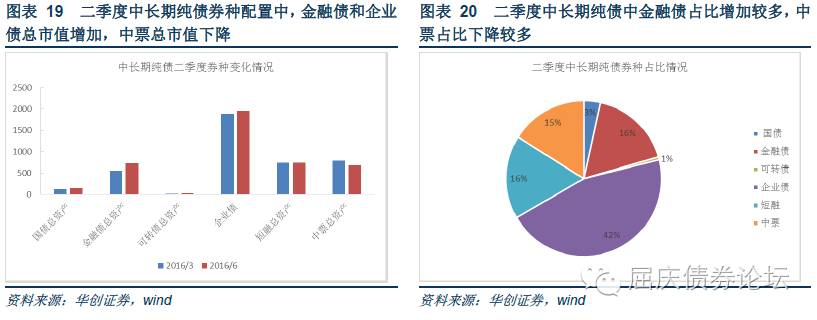 图表 19 二季度中长期纯债券种配置中，金融债和企业
债总市值增加，中票总市值下降
中长期纯债二季度券种变化情况
2500
2000
1500
1000
500
0
国债总资产
金融债总资产
可转债总资产
企业债
短融总资产
中票总资产
2016/3
2016/6
资料来源：华创证券，wind
图表 20 二季度中长期纯债中金融债占比增加较多，中
票占比下降较多
二季度中长期纯债券种占比情况
3%
16%
1%
42%
16%
15%
国债
金融债
可转债
企业债
短融
中票
屈庆债券论坛
资料来源：华创证券，wind